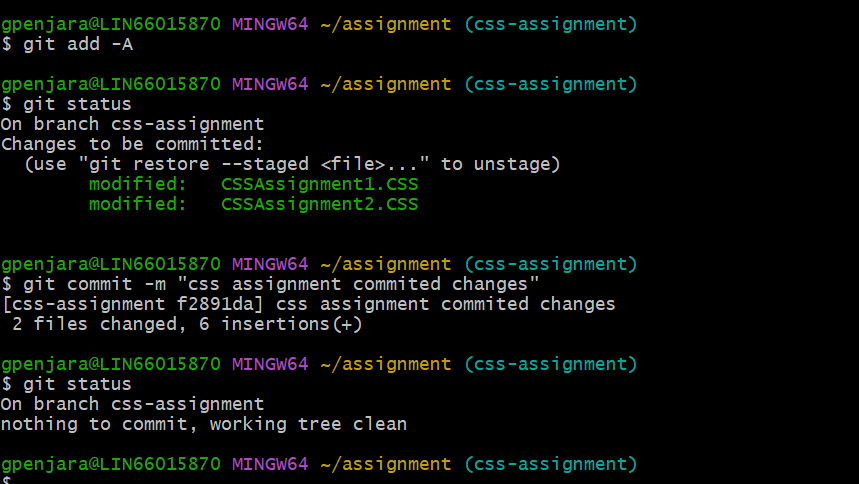 gpenjara@LIN66015870 MINGW64 ~/assignment (css-assignment)
$ git add -A
gpenjara@LIN66015870 MINGW64 ~/assignment (css-assignment)
$ git status
On branch css-assignment
Changes to be committed:
  (use "git restore --staged <file>..." to unstage)
        modified:   CSSAssignment1.CSS
        modified:   CSSAssignment2.CSS
gpenjara@LIN66015870 MINGW64 ~/assignment (css-assignment)
$ git commit -m "css assignment commited changes"
[css-assignment f2891da] css assignment commited changes
 2 files changed, 6 insertions(+)
gpenjara@LIN66015870 MINGW64 ~/assignment (css-assignment)
$ git status
On branch css-assignment
nothing to commit, working tree clean
gpenjara@LIN66015870 MINGW64 ~/assignment (css-assignment)
$